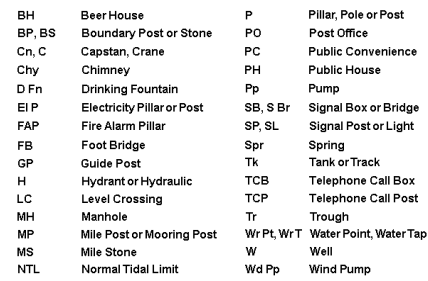 BH Beer House P Pillar, Pole or Post
BP, BS Boundary Post or Stone PO Post Office
Cn, C Capstan, Crane PC Public Convenience
Chy Chimney PH Public House
D Fn Drinking Fountain Pp Pump
El P Electricity Pillar or Post SB, S Br Signal Box or Bridge
FAP Fire Alarm Pillar SP, SL Signal Post or Light
FB Foot Bridge Spr Spring
GP Guide Post Tk Tank or Track
H Hydrant or Hydraulic TCB Telephone Call Box
LC Level Crossing TCP Telephone Call Post
MH Manhole Tr Trough
MP Mile Post or Mooring Post Wr Pt, Wr T Water Point, Water Tap
MS Mile Stone W Well
NTL Normal Tidal Limit Wd Pp Wind Pump